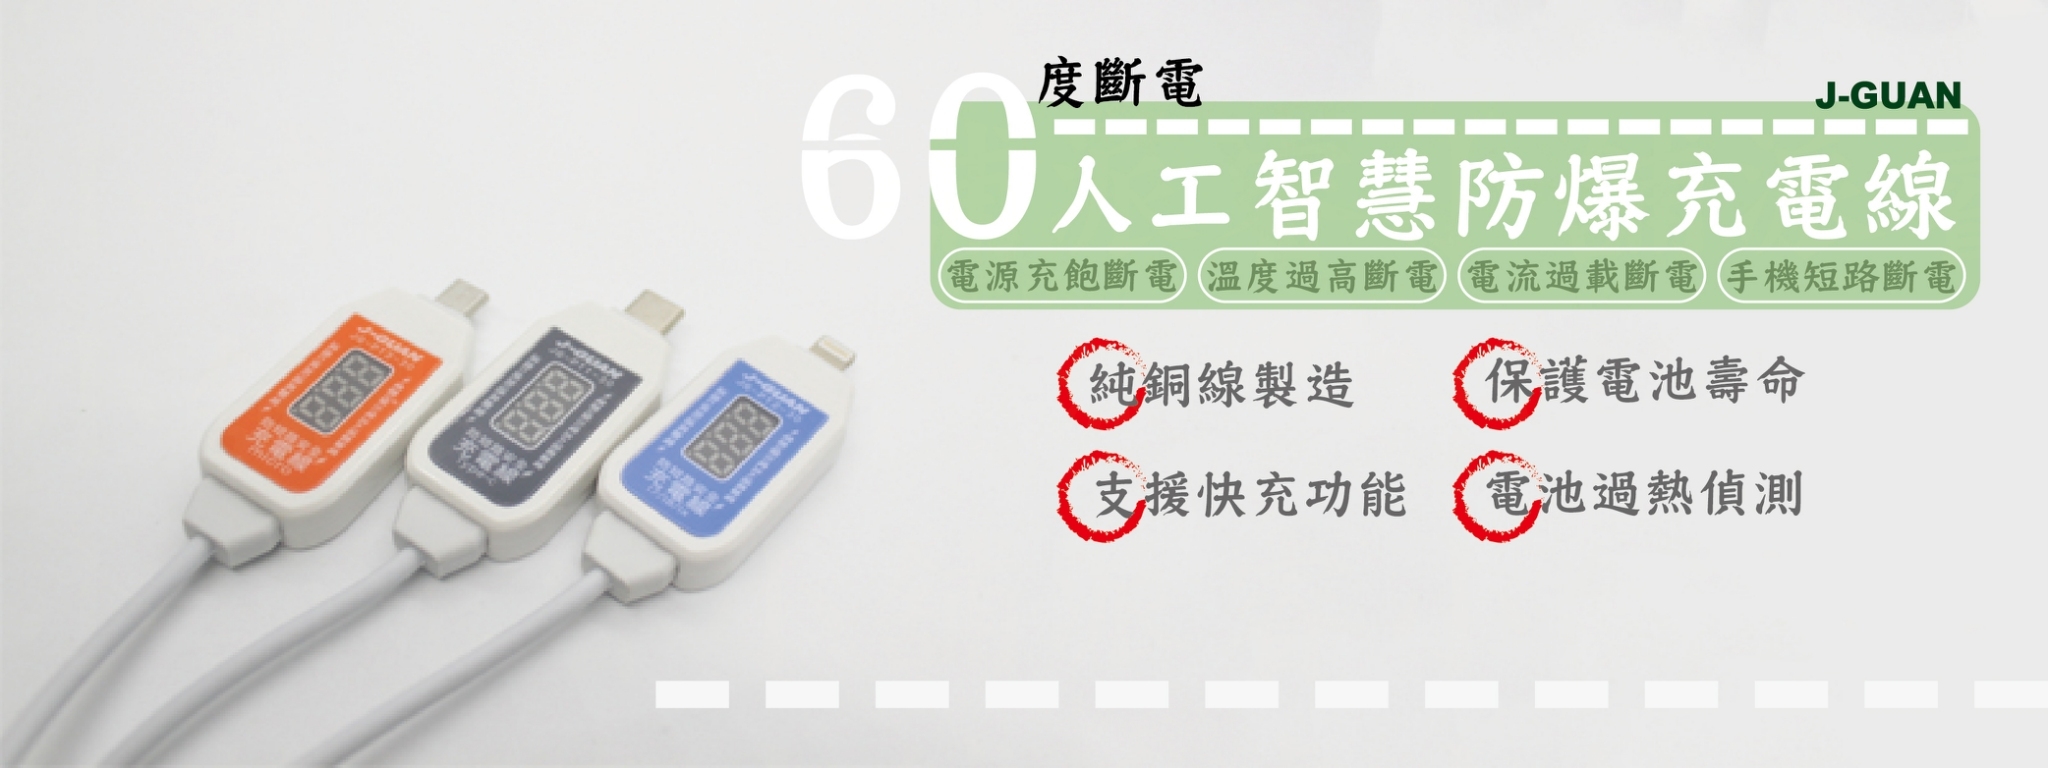 60度斷電
J-GUAN
人工智慧防爆充電線
電源充飽斷電
溫度過高斷電
電流過載斷電
手機短路斷電
純銅線製造
保護電池壽命
支援快充功能
電池過熱偵測
J-GUAN
充電線
micro
J-GUAN
充電線
J-GUAN
充電線